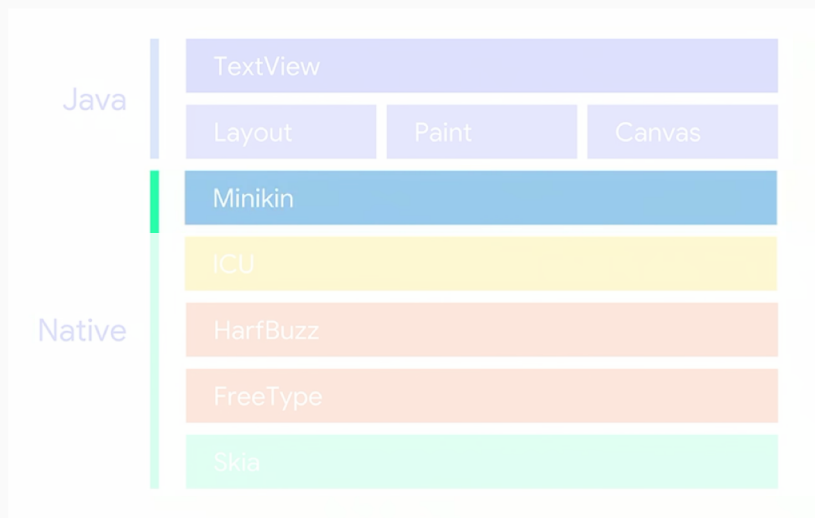 Java
TextView
Layout Paint Canvas
Minikin
ICU
Native
HarfBuzz
FreeType
Skia